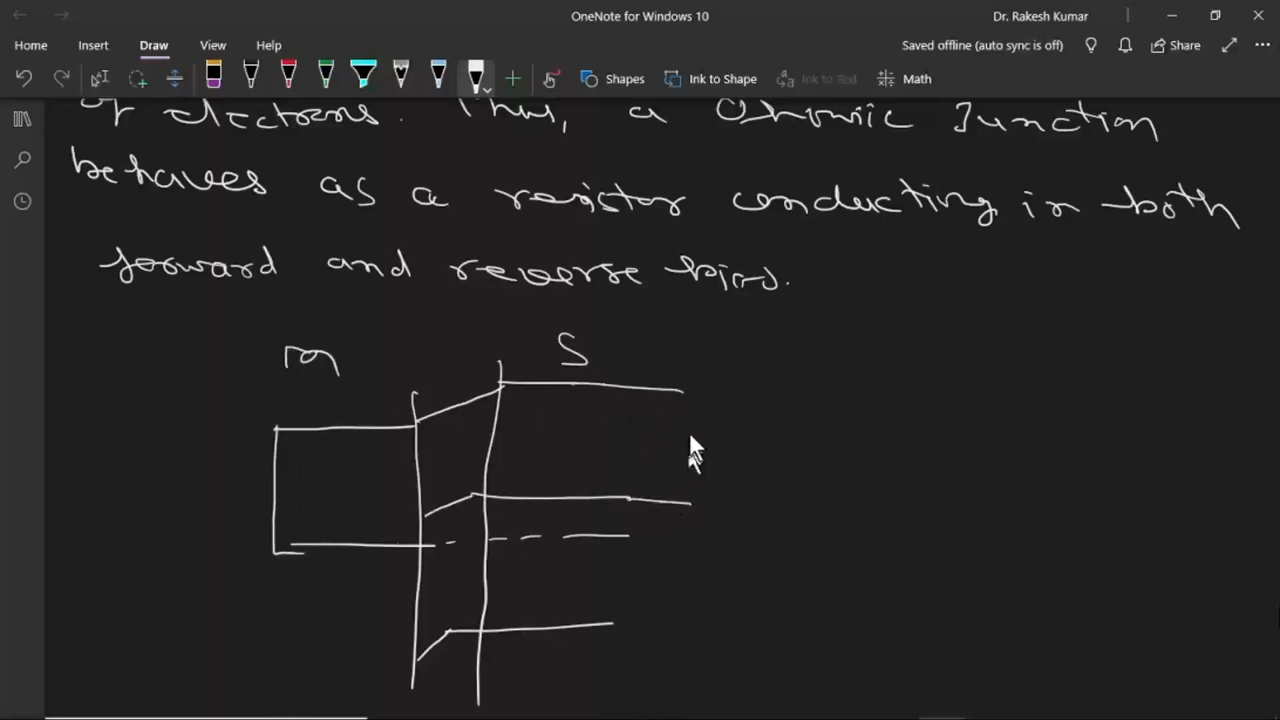 OneNote for Windows 10
Dr. Rakesh Kumar
Home Insert Draw View Help
Saved offline (auto sync is off)
Share
Shapes
Ink to Shape
Ink to Text
Math
of electrons. Thus, a Ohmic Junction
behaves as a resistor conducting in both
forward and reverse bias.
m S